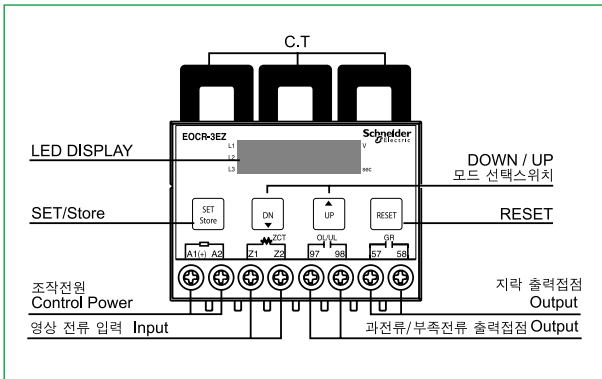 C.T
EOCR-3EZ
Schneider
Electric
L1
V
LED DISPLAY
L2
L3
sec
DOWN / UP
모드 선택스위치
SET/Store
SET
Store
DN
UP
RESET
RESET
ZCT
OL/UL
GR
A1(+)
A2
Z1
Z2
97
98
57
58
조작전원
Control Power
지락 출력접점
Output
영상 전류 입력 Input
과전류/부족전류 출력접점 Output